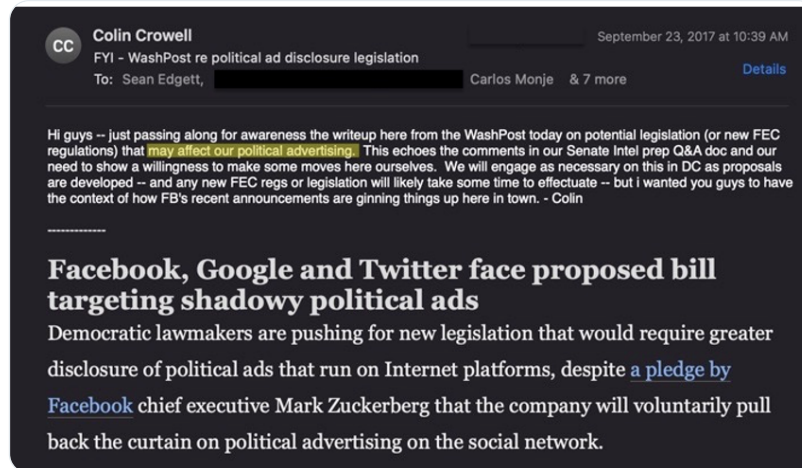 CC
Colin Crowell
September 23, 2017 at 10:39 AM
FYI - WashPost re political ad disclosure legislation
To: Sean Edgett, Carlos Monje & 7 more
Details
Hi guys -- just passing along for awareness the writeup here from the WashPost today on potential legislation (or new FEC
regulations) that may affect our political advertising. This echoes the comments in our Senate Intel prep Q&A doc and our
need to show a willingness to make some moves here ourselves. We will engage as necessary on this in DC as proposals
are developed -- and any new FEC regs or legislation will likely take some time to effectuate -- but i wanted you guys to have
the context of how FB's recent announcements are ginning things up here in town. - Colin
-------------
Facebook, Google and Twitter face proposed bill
targeting shadowy political ads
Democratic lawmakers are pushing for new legislation that would require greater
disclosure of political ads that run on Internet platforms, despite a pledge by
Facebook chief executive Mark Zuckerberg that the company will voluntarily pull
back the curtain on political advertising on the social network.